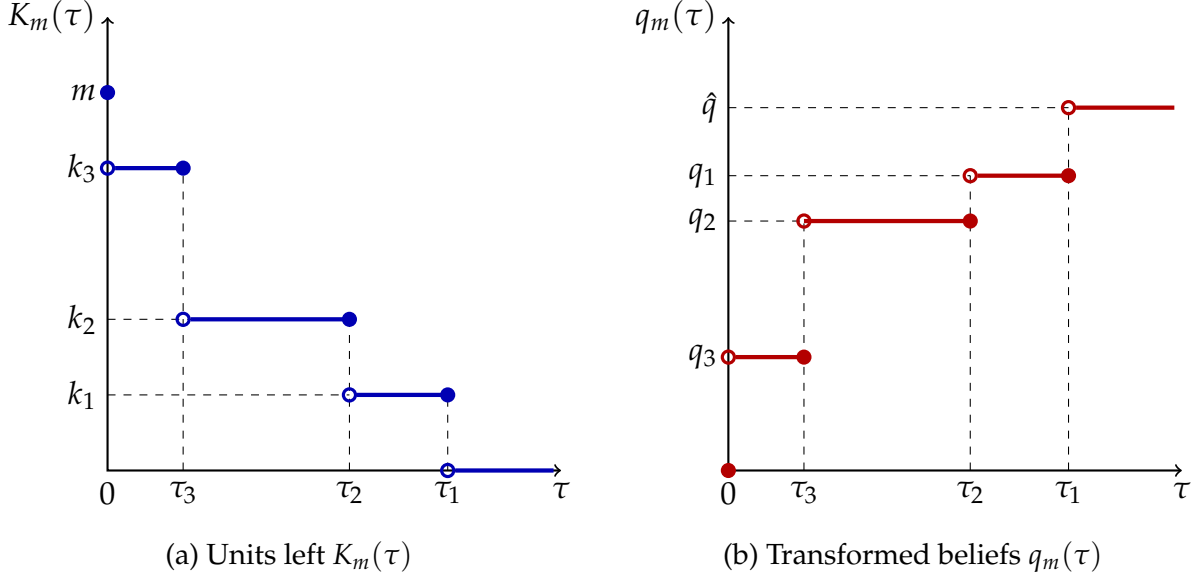 K_m(τ)
m
k_3
k_2
k_1
0
τ_3
τ_2
τ_1
τ
(a) Units left K_m(τ)
q_m(τ)
q̂
q_1
q_2
q_3
0
τ_3
τ_2
τ_1
τ
(b) Transformed beliefs q_m(τ)